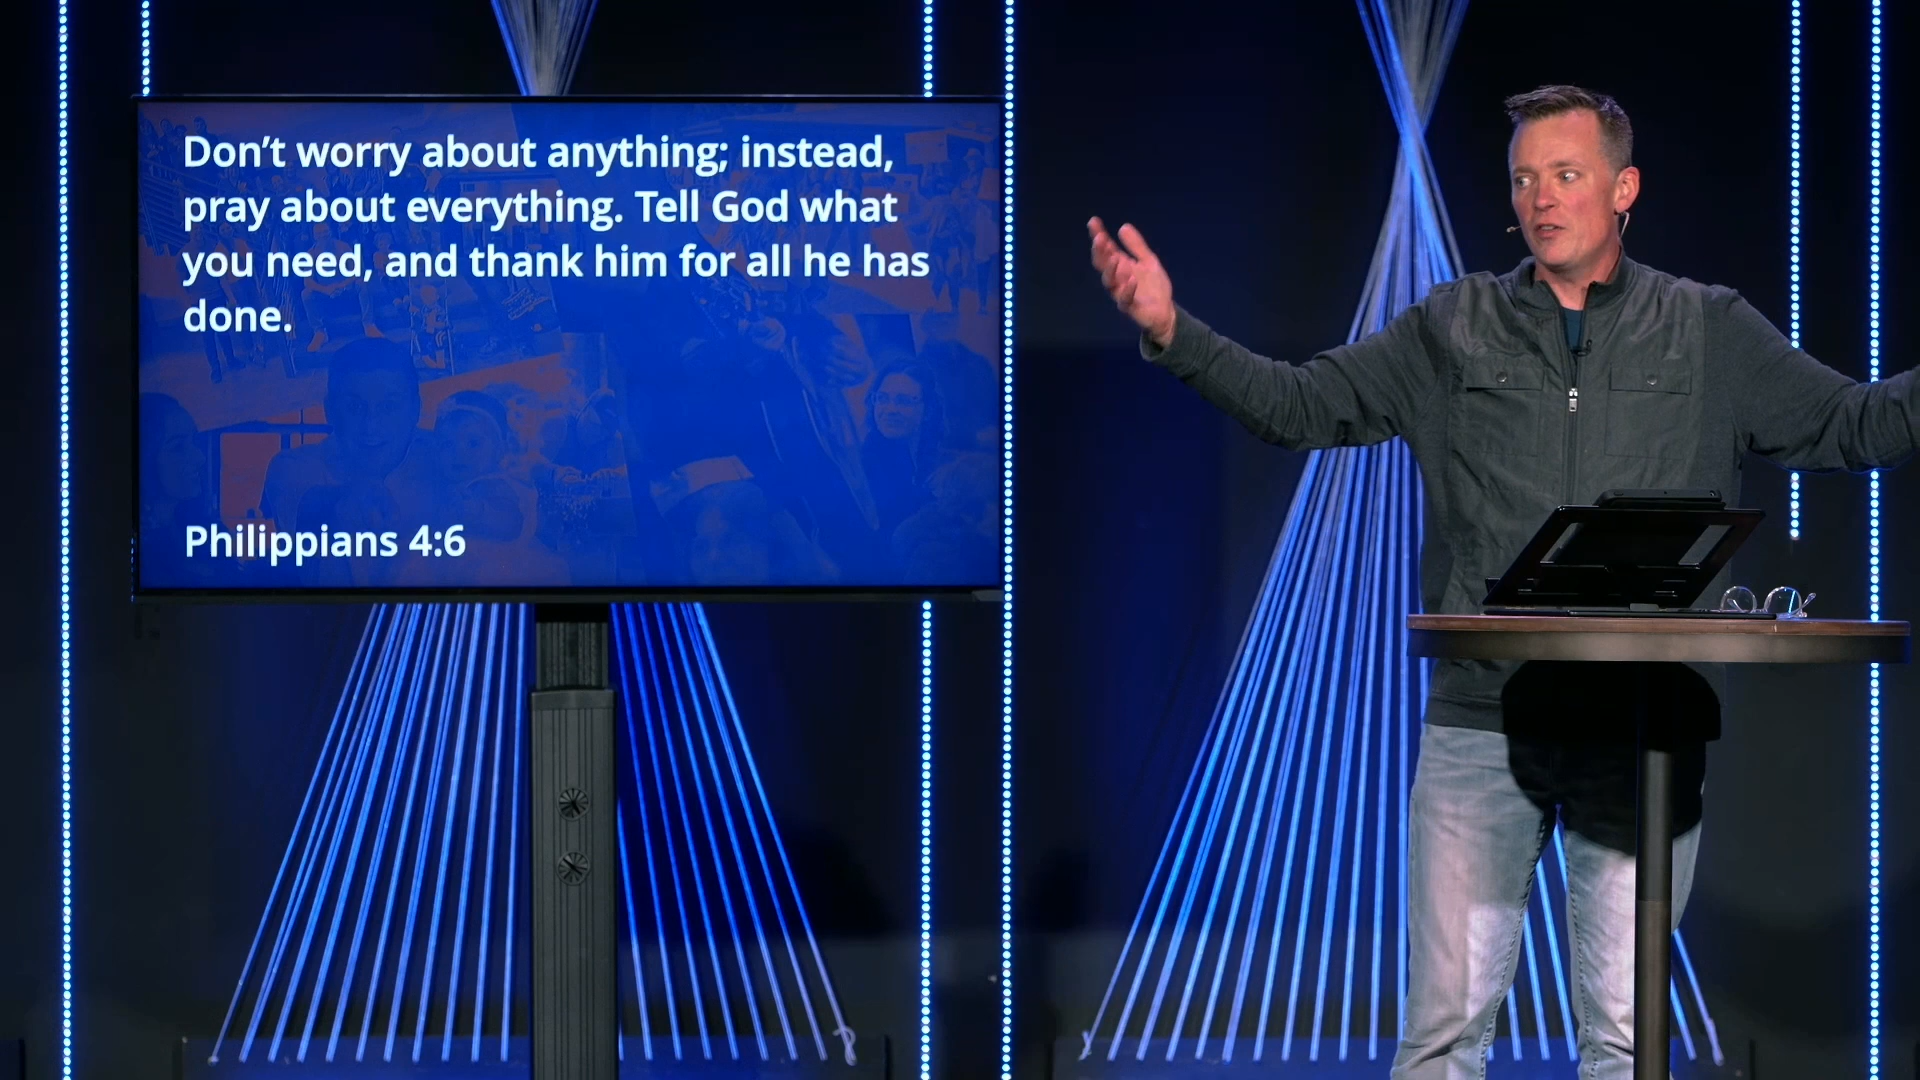 Don’t worry about anything; instead,
pray about everything. Tell God what
you need, and thank him for all he has
done.
Philippians 4:6